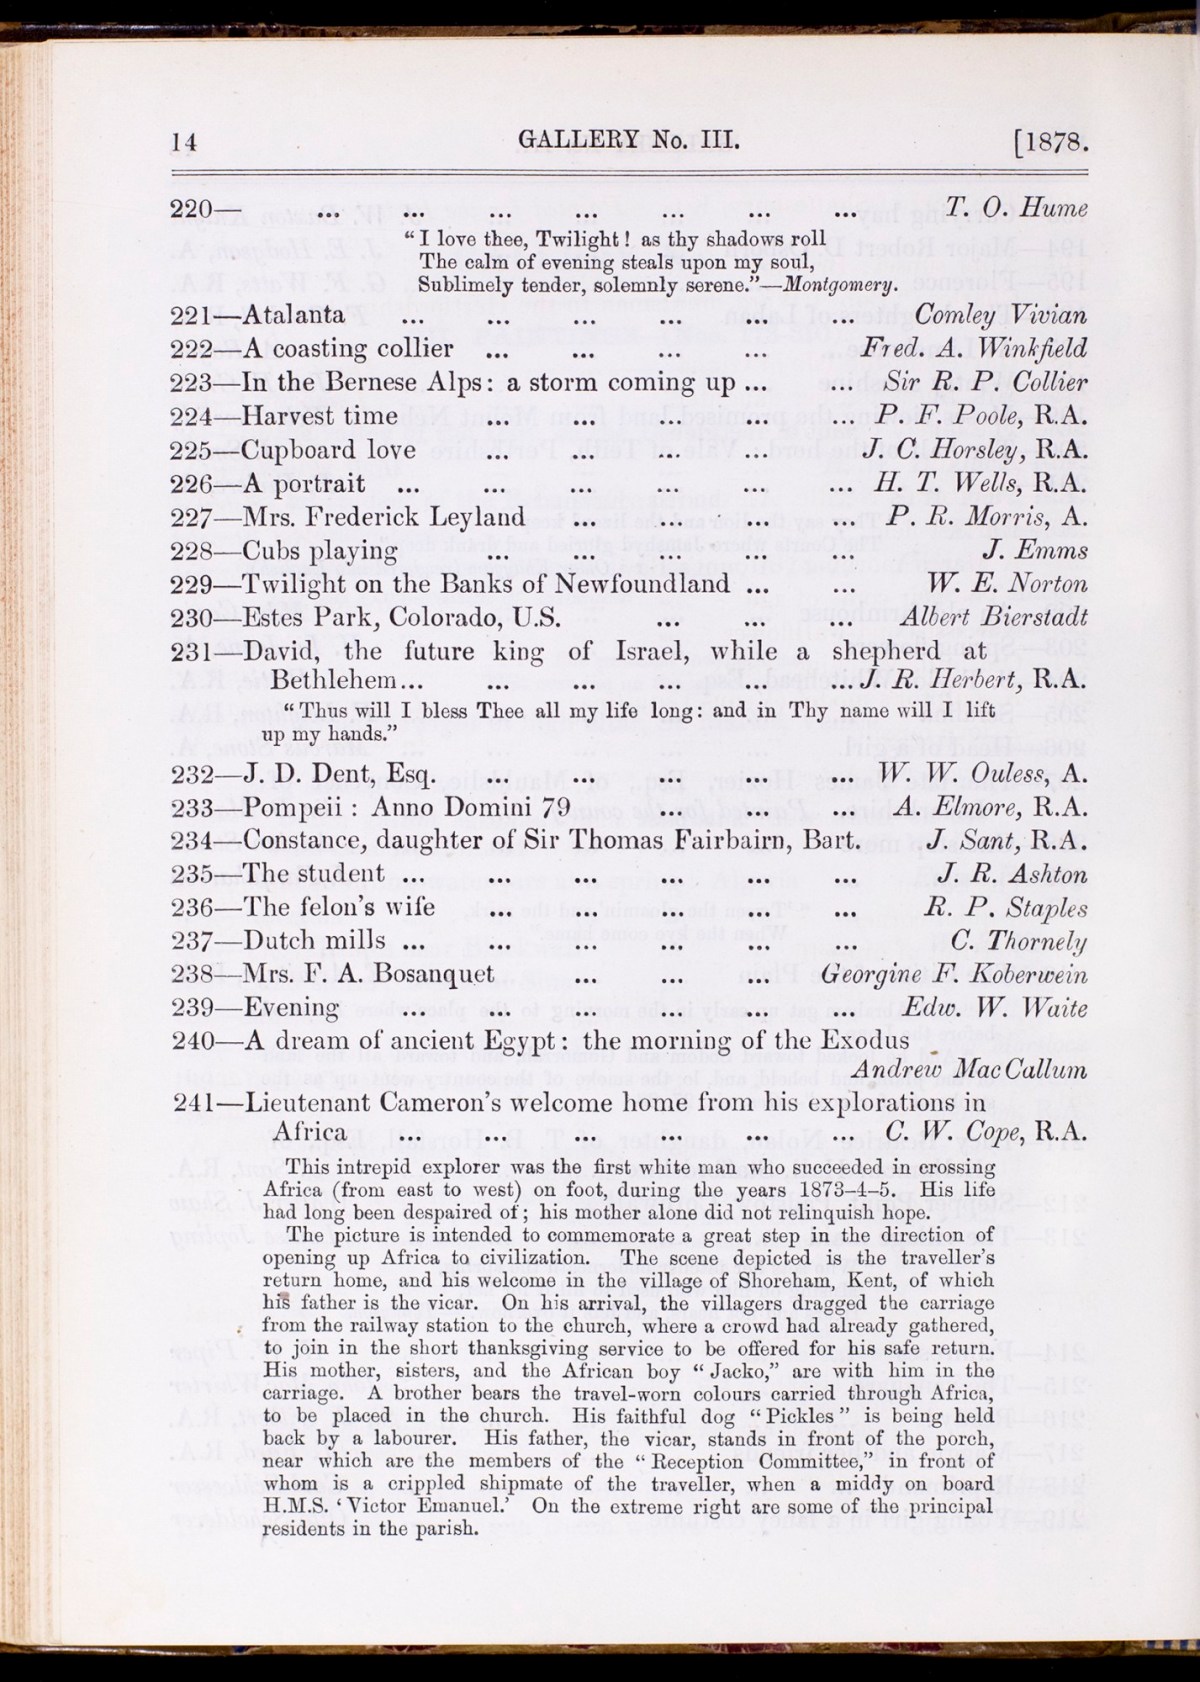 14 GALLERY No. III. [1878.
220— ... ... ... ... ... ... ... T. O. Hume
“I love thee, Twilight! as thy shadows roll
The calm of evening steals upon my soul,
Sublimely tender, solemnly serene.”—Montgomery.
221—Atalanta ... ... ... ... ... ... Comley Vivian
222—A coasting collier ... ... ... ... Fred. A. Winkfield
223—In the Bernese Alps: a storm coming up ... ... Sir R. P. Collier
224—Harvest time ... ... ... ... ... P. F. Poole, R.A.
225—Cupboard love ... ... ... ... J. C. Horsley, R.A.
226—A portrait ... ... ... ... ... ... H. T. Wells, R.A.
227—Mrs. Frederick Leyland ... ... ... ... P. R. Morris, A.
228—Cubs playing ... ... ... ... ... J. Emms
229—Twilight on the Banks of Newfoundland ... ... W. E. Norton
230—Estes Park, Colorado, U.S. ... ... ... Albert Bierstadt
231—David, the future king of Israel, while a shepherd at
Bethlehem... ... ... ... ... ... J. R. Herbert, R.A.
“Thus will I bless Thee all my life long: and in Thy name will I lift
up my hands.”
232—J. D. Dent, Esq. ... ... ... ... ... W. W. Ouless, A.
233—Pompeii: Anno Domini 79 ... ... ... A. Elmore, R.A.
234—Constance, daughter of Sir Thomas Fairbairn, Bart. J. Sant, R.A.
235—The student ... ... ... ... ... ... J. R. Ashton
236—The felon’s wife ... ... ... ... ... R. P. Staples
237—Dutch mills ... ... ... ... ... ... C. Thornely
238—Mrs. F. A. Bosanquet ... ... ... Georgine F. Koberwein
239—Evening ... ... ... ... ... ... Edw. W. Waite
240—A dream of ancient Egypt: the morning of the Exodus
Andrew MacCallum
241—Lieutenant Cameron’s welcome home from his explorations in
Africa ... ... ... ... ... ... C. W. Cope, R.A.
This intrepid explorer was the first white man who succeeded in crossing
Africa (from east to west) on foot, during the years 1873-4-5. His life
had long been despaired of; his mother alone did not relinquish hope.
The picture is intended to commemorate a great step in the direction of
opening up Africa to civilization. The scene depicted is the traveller’s
return home, and his welcome in the village of Shoreham, Kent, of which
his father is the vicar. On his arrival, the villagers dragged the carriage
from the railway station to the church, where a crowd had already gathered,
to join in the short thanksgiving service to be offered for his safe return.
His mother, sisters, and the African boy “Jacko,” are with him in the
carriage. A brother bears the travel-worn colours carried through Africa,
to be placed in the church. His faithful dog “Pickles” is being held
back by a labourer. His father, the vicar, stands in front of the porch,
near which are the members of the “Reception Committee,” in front of
whom is a crippled shipmate of the traveller, when a middy on board
H.M.S. ‘Victor Emanuel.’ On the extreme right are some of the principal
residents in the parish.